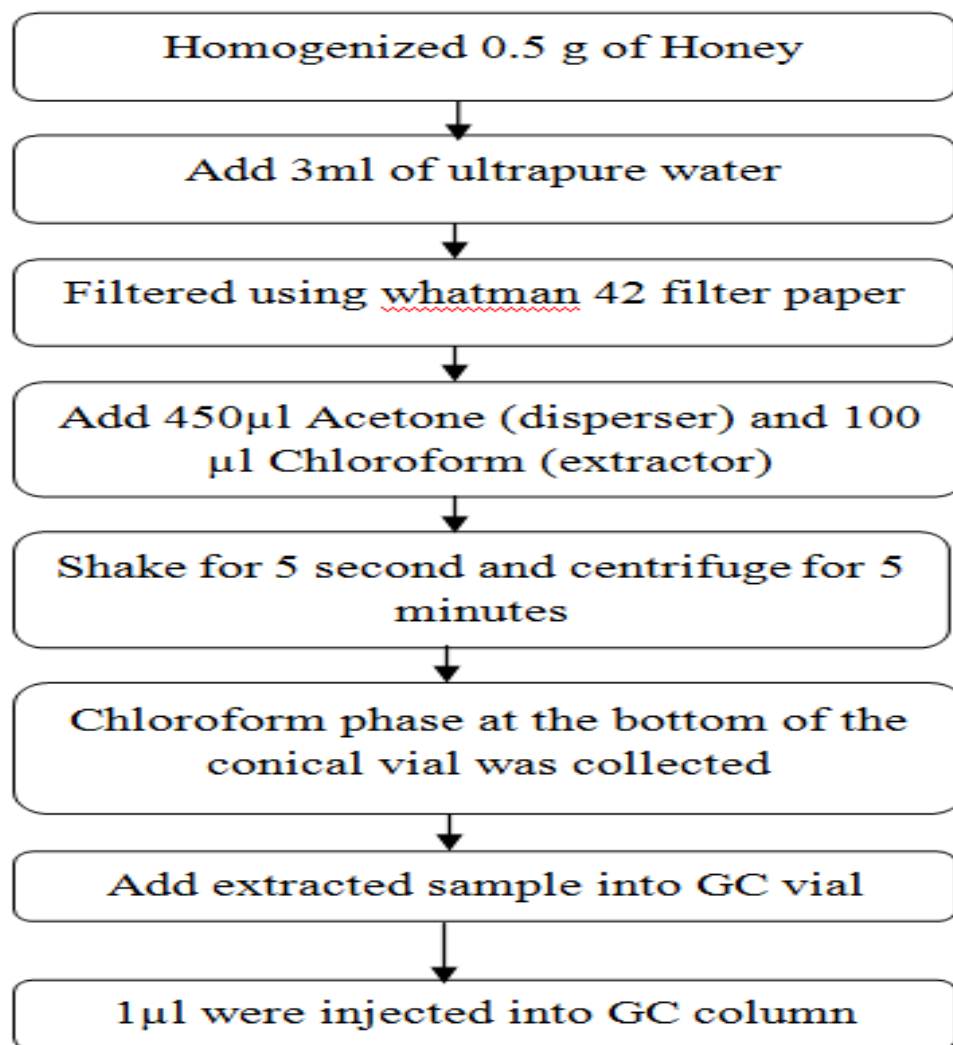 Homogenized 0.5 g of Honey
Add 3ml of ultrapure water
Filtered using whatman 42 filter paper
Add 450µl Acetone (disperser) and 100
µl Chloroform (extractor)
Shake for 5 second and centrifuge for 5
minutes
Chloroform phase at the bottom of the
conical vial was collected
Add extracted sample into GC vial
1µl were injected into GC column